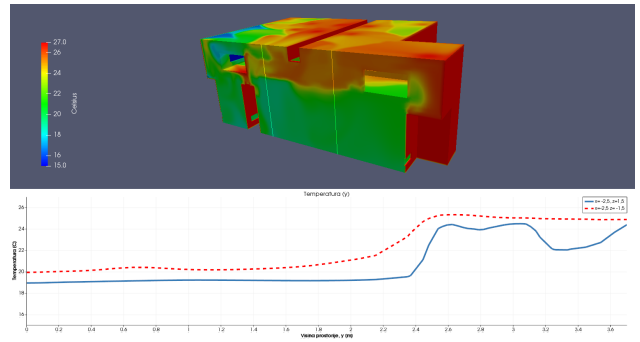 27.0
26
24
22
20
18
16
15.0
Celsius
Temperatura (y)
x= -2,5, z=1,5
x=-2,5 z= -1,5
Temperatura (C)
26
24
22
20
18
16
0 0.2 0.4 0.6 0.8 1 1.2 1.4 1.6 1.8 2 2.2 2.4 2.6 2.8 3 3.2 3.4 3.6
Visina prostorije, y (m)